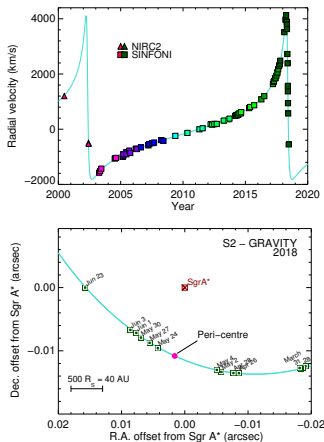 4000
2000
0
−2000
Radial velocity (km/s)
NIRC2
SINFONI
2000 2005 2010 2015 2020
Year
S2 − GRAVITY
2018
SgrA*
Peri−centre
Jun 23
Jun 3
Jun 1
May 30
May 27
May 24
May 4
March
500 Rs = 40 AU
0.00
−0.01
−0.02
Dec. offset from Sgr A* (arcsec)
0.02 0.01 0.00 −0.01 −0.02
R.A. offset from Sgr A* (arcsec)